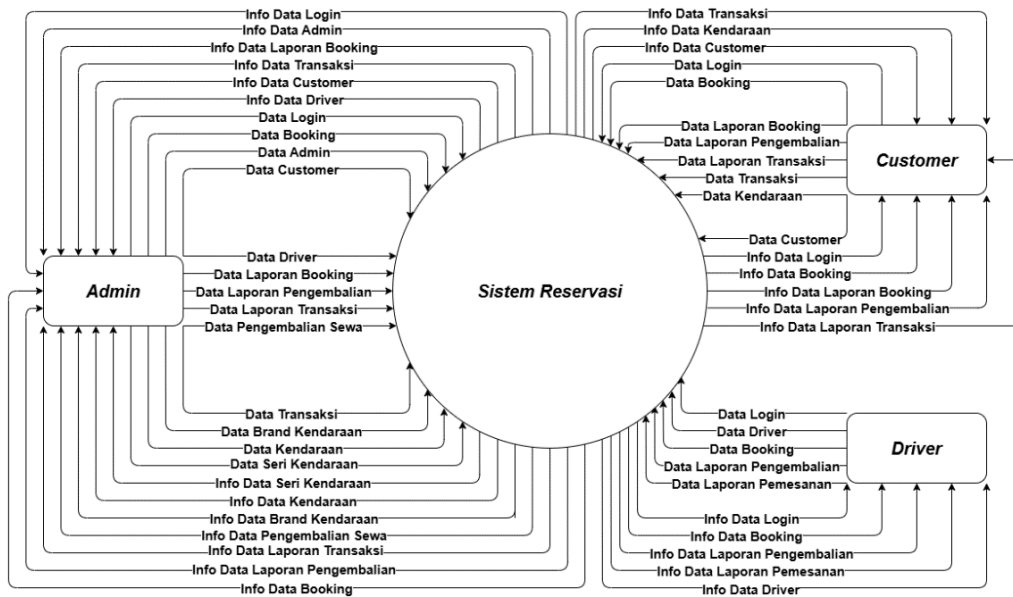 Info Data Login
Info Data Admin
Info Data Laporan Booking
Info Data Transaksi
Info Data Customer
Info Data Driver
Data Login
Data Booking
Data Admin
Data Customer
Data Driver
Data Laporan Booking
Data Laporan Pengembalian
Data Laporan Transaksi
Data Pengembalian Sewa
Data Transaksi
Data Brand Kendaraan
Data Kendaraan
Data Seri Kendaraan
Info Data Seri Kendaraan
Info Data Kendaraan
Info Data Brand Kendaraan
Info Data Pengembalian Sewa
Info Data Laporan Transaksi
Info Data Laporan Pengembalian
Info Data Booking
Admin
Sistem Reservasi
Info Data Transaksi
Info Data Kendaraan
Info Data Customer
Data Login
Data Booking
Data Laporan Booking
Data Laporan Pengembalian
Data Laporan Transaksi
Data Transaksi
Data Kendaraan
Data Customer
Info Data Login
Info Data Booking
Info Data Laporan Booking
Info Data Laporan Pengembalian
Info Data Laporan Transaksi
Customer
Data Login
Data Driver
Data Booking
Data Laporan Pengembalian
Data Laporan Pemesanan
Info Data Login
Info Data Booking
Info Data Laporan Pengembalian
Info Data Laporan Pemesanan
Info Data Driver
Driver